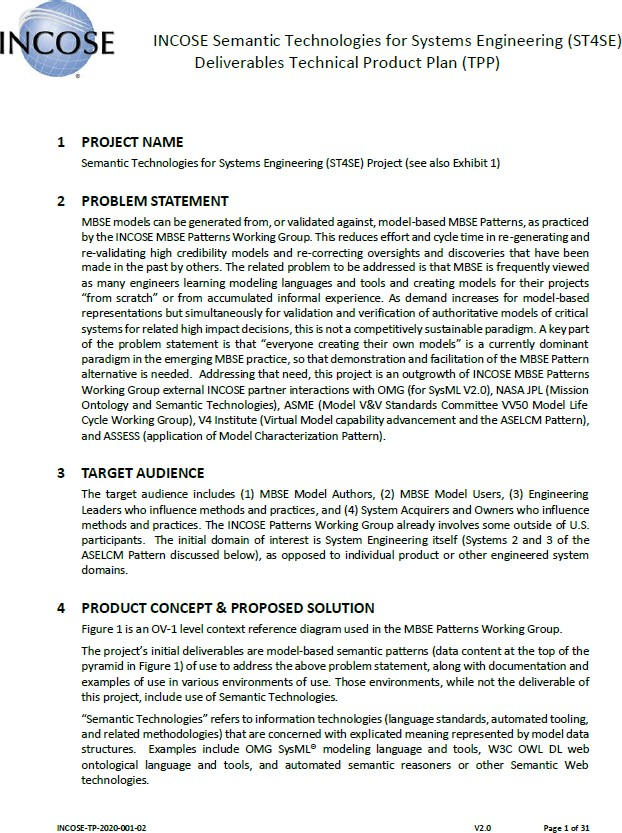 INCOSE
®
INCOSE Semantic Technologies for Systems Engineering (ST4SE)
Deliverables Technical Product Plan (TPP)
1 PROJECT NAME
Semantic Technologies for Systems Engineering (ST4SE) Project (see also Exhibit 1)
2 PROBLEM STATEMENT
MBSE models can be generated from, or validated against, model-based MBSE Patterns, as practiced
by the INCOSE MBSE Patterns Working Group. This reduces effort and cycle time in re-generating and
re-validating high credibility models and re-correcting oversights and discoveries that have been
made in the past by others. The related problem to be addressed is that MBSE is frequently viewed
as many engineers learning modeling languages and tools and creating models for their projects
“from scratch” or from accumulated informal experience. As demand increases for model-based
representations but simultaneously for validation and verification of authoritative models of critical
systems for related high impact decisions, this is not a competitively sustainable paradigm. A key part
of the problem statement is that “everyone creating their own models” is a currently dominant
paradigm in the emerging MBSE practice, so that demonstration and facilitation of the MBSE Pattern
alternative is needed. Addressing that need, this project is an outgrowth of INCOSE MBSE Patterns
Working Group external INCOSE partner interactions with OMG (for SysML V2.0), NASA JPL (Mission
Ontology and Semantic Technologies), ASME (Model V&V Standards Committee VV50 Model Life
Cycle Working Group), V4 Institute (Virtual Model capability advancement and the ASELCM Pattern),
and ASSESS (application of Model Characterization Pattern).
3 TARGET AUDIENCE
The target audience includes (1) MBSE Model Authors, (2) MBSE Model Users, (3) Engineering
Leaders who influence methods and practices, and (4) System Acquirers and Owners who influence
methods and practices. The INCOSE Patterns Working Group already involves some outside of U.S.
participants. The initial domain of interest is System Engineering itself (Systems 2 and 3 of the
ASELCM Pattern discussed below), as opposed to individual product or other engineered system
domains.
4 PRODUCT CONCEPT & PROPOSED SOLUTION
Figure 1 is an OV-1 level context reference diagram used in the MBSE Patterns Working Group.
The project’s initial deliverables are model-based semantic patterns (data content at the top of the
pyramid in Figure 1) of use to address the above problem statement, along with documentation and
examples of use in various environments of use. Those environments, while not the deliverable of
this project, include use of Semantic Technologies.
“Semantic Technologies” refers to information technologies (language standards, automated tooling,
and related methodologies) that are concerned with explicated meaning represented by model data
structures. Examples include OMG SysML® modeling language and tools, W3C OWL DL web
ontological language and tools, and automated semantic reasoners or other Semantic Web
technologies.
INCOSE-TP-2020-001-02 V2.0 Page 1 of 31